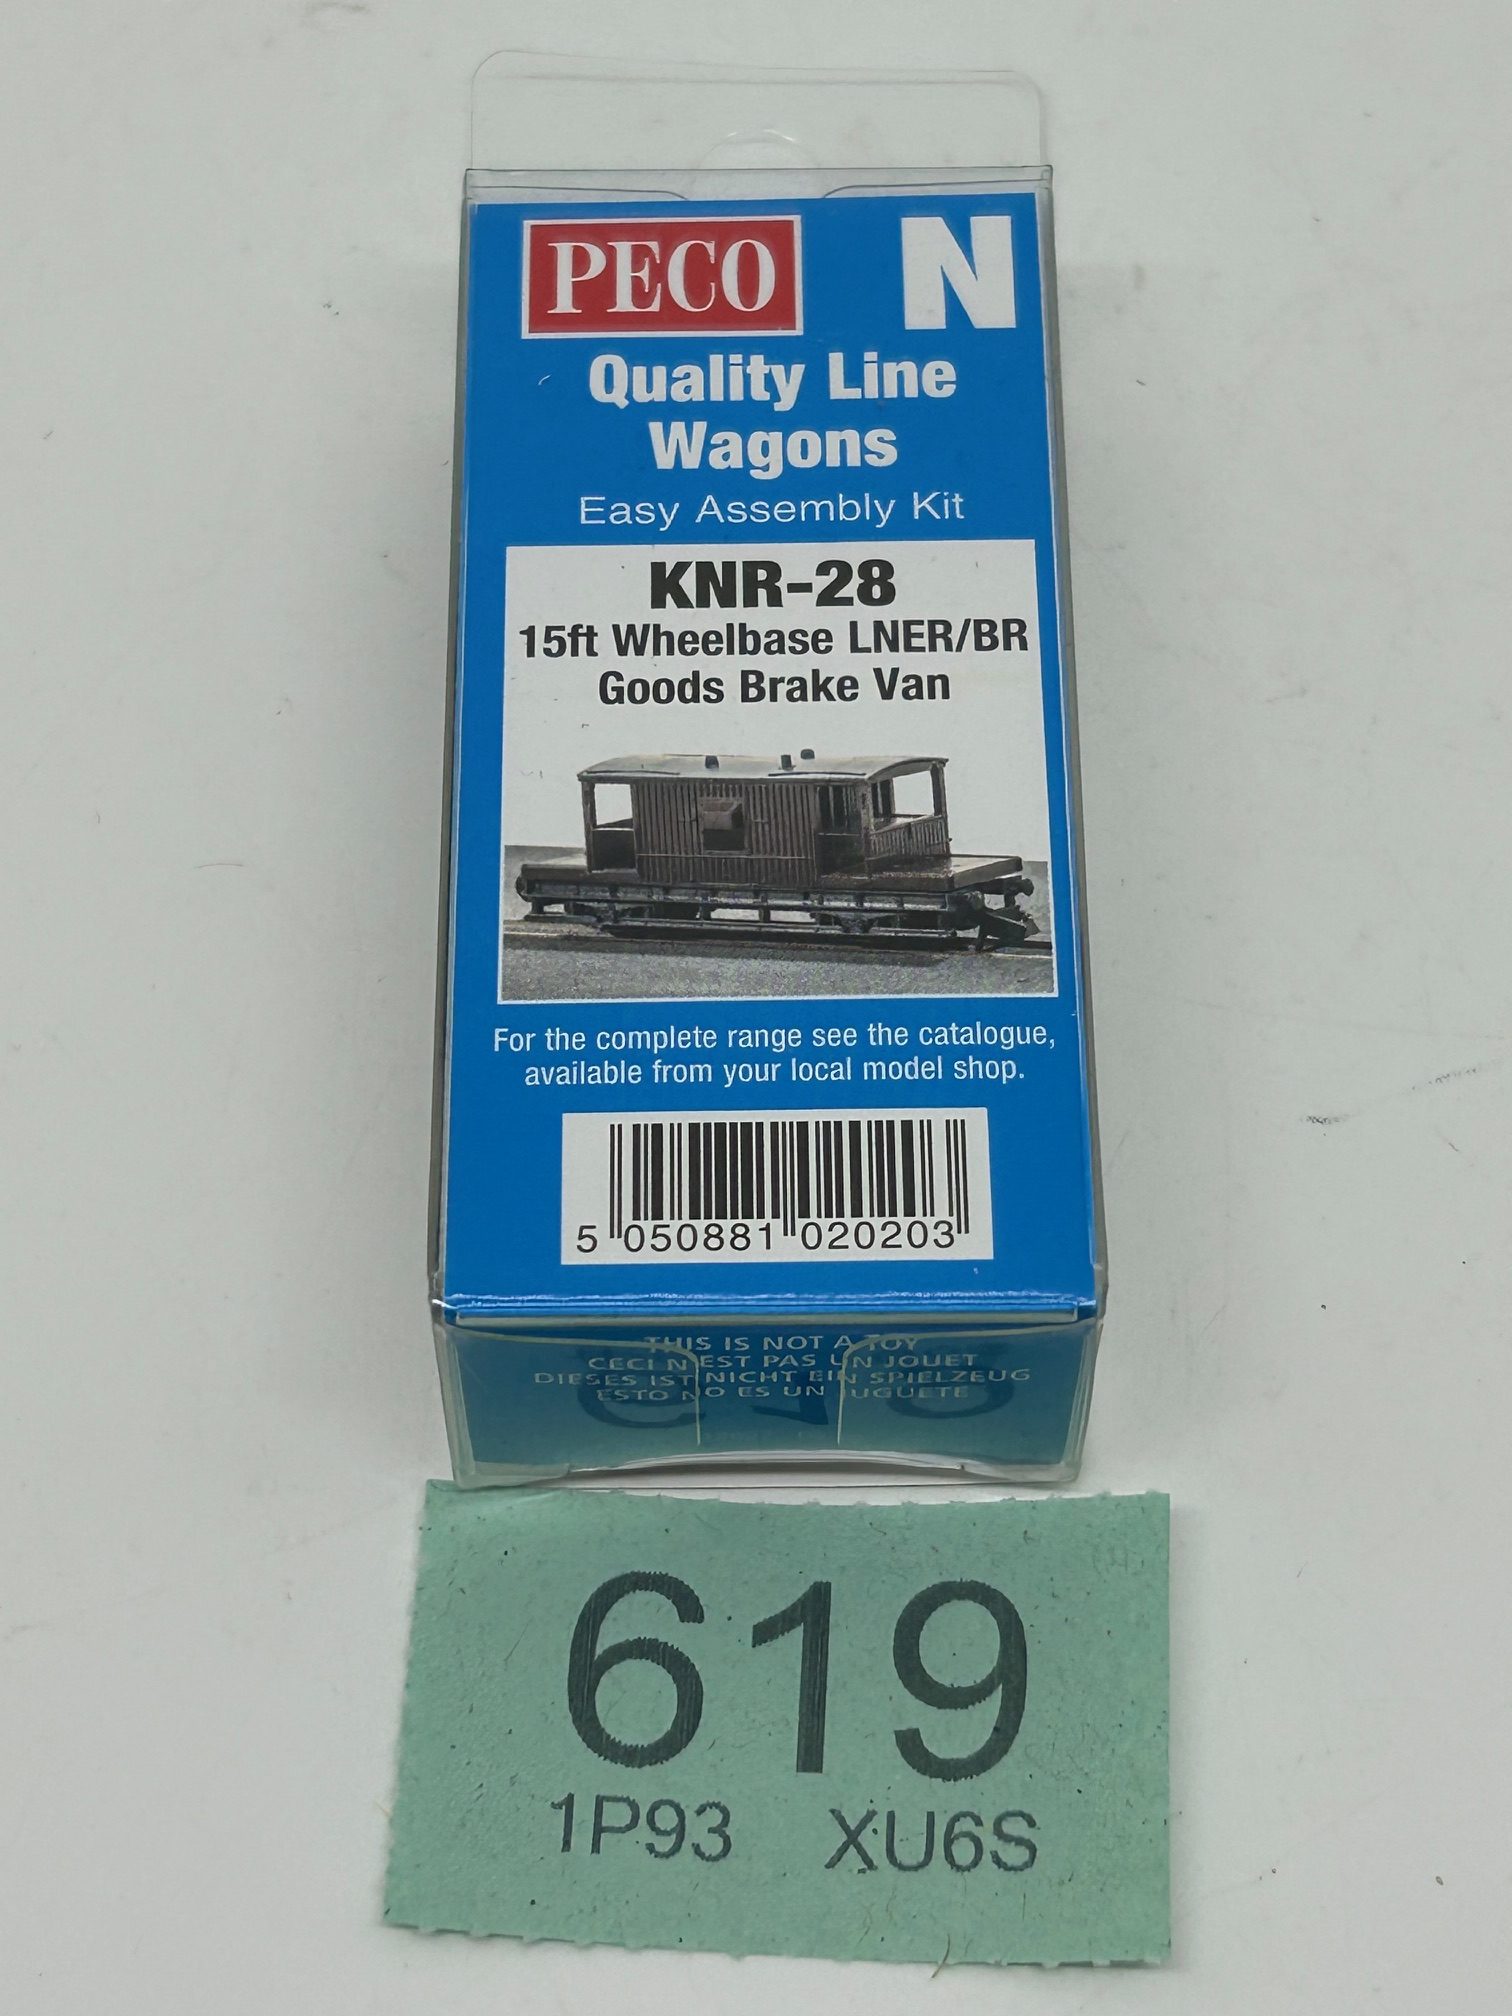 PECO N
Quality Line
Wagons
Easy Assembly Kit
KNR-28
15ft Wheelbase LNER/BR
Goods Brake Van
For the complete range see the catalogue,
available from your local model shop.
5 050881 020203
THIS IS NOT A TOY
CECI N'EST PAS UN JOUET
DIESES IST NICHT EIN SPIELZEUG
ESTO NO ES UN JUGUETE
619
1P93 XU6S